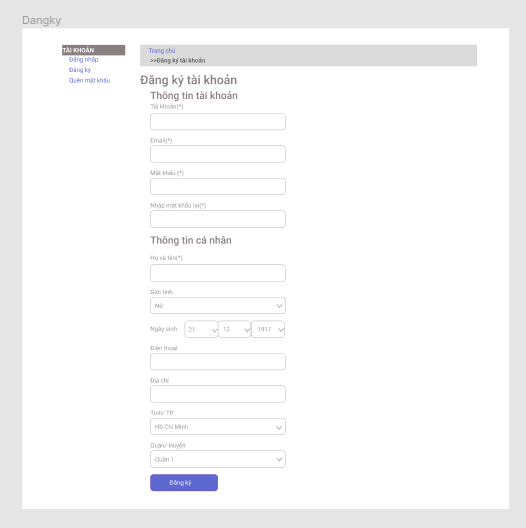 Dangky
TÀI KHOẢN
Đăng nhập
Đăng ký
Quên mật khẩu
Trang chủ
>>Đăng ký tài khoản
Đăng ký tài khoản
Thông tin tài khoản
Tài khoản(*)
Email(*)
Mật khẩu (*)
Nhập mât khẩu lại(*)
Thông tin cá nhân
Họ và tên(*)
Giới tính
Nữ
Ngày sinh 21 12 1917
Điện thoại
Địa chỉ
Tỉnh/ TP
Hồ Chí Minh
Quận/ Huyện
Quận 1
Đăng ký